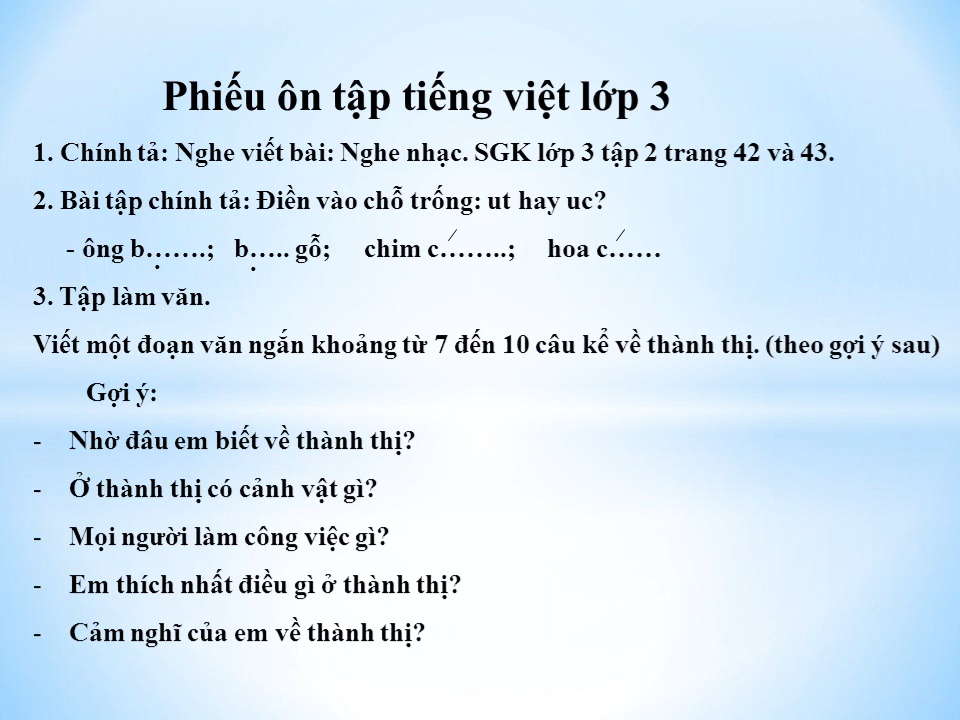 Phiếu ôn tập tiếng việt lớp 3
1. Chính tả: Nghe viết bài: Nghe nhạc. SGK lớp 3 tập 2 trang 42 và 43.
2. Bài tập chính tả: Điền vào chỗ trống: ut hay uc?
- ông b.…….; b.….. gỗ; chim c……..; hoa c……
3. Tập làm văn.
Viết một đoạn văn ngắn khoảng từ 7 đến 10 câu kể về thành thị. (theo gợi ý sau)
Gợi ý:
- Nhờ đâu em biết về thành thị?
- Ở thành thị có cảnh vật gì?
- Mọi người làm công việc gì?
- Em thích nhất điều gì ở thành thị?
- Cảm nghĩ của em về thành thị?